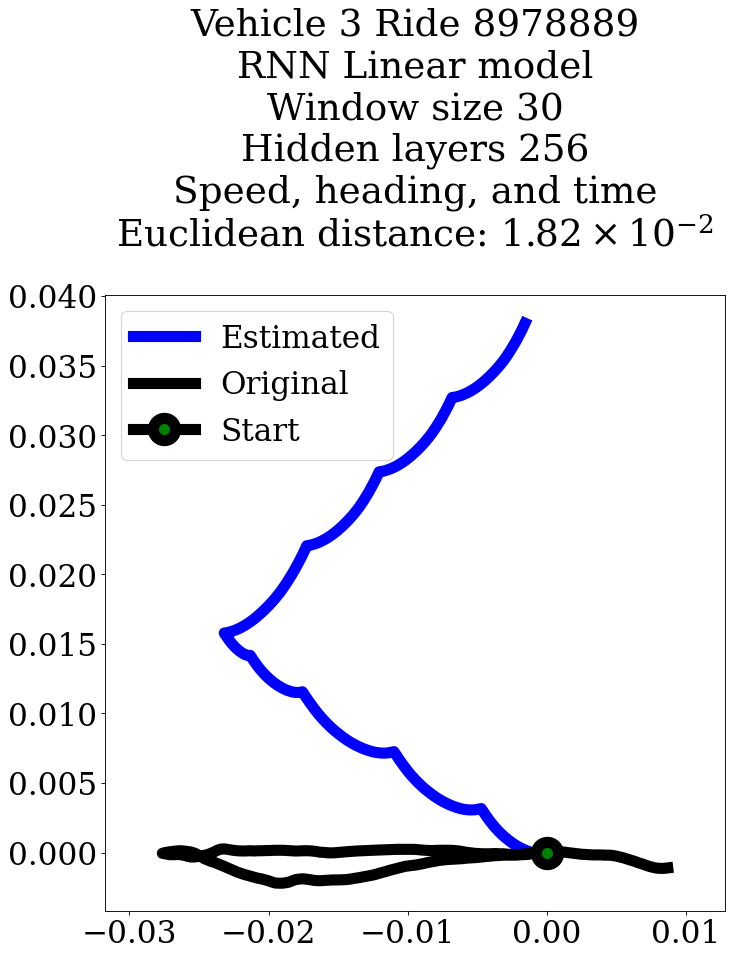 Vehicle 3 Ride 8978889
RNN Linear model
Window size 30
Hidden layers 256
Speed, heading, and time
Euclidean distance: 1.82 × 10⁻²
0.040
0.035
0.030
0.025
0.020
0.015
0.010
0.005
0.000
Estimated
Original
Start
−0.03 −0.02 −0.01 0.00 0.01